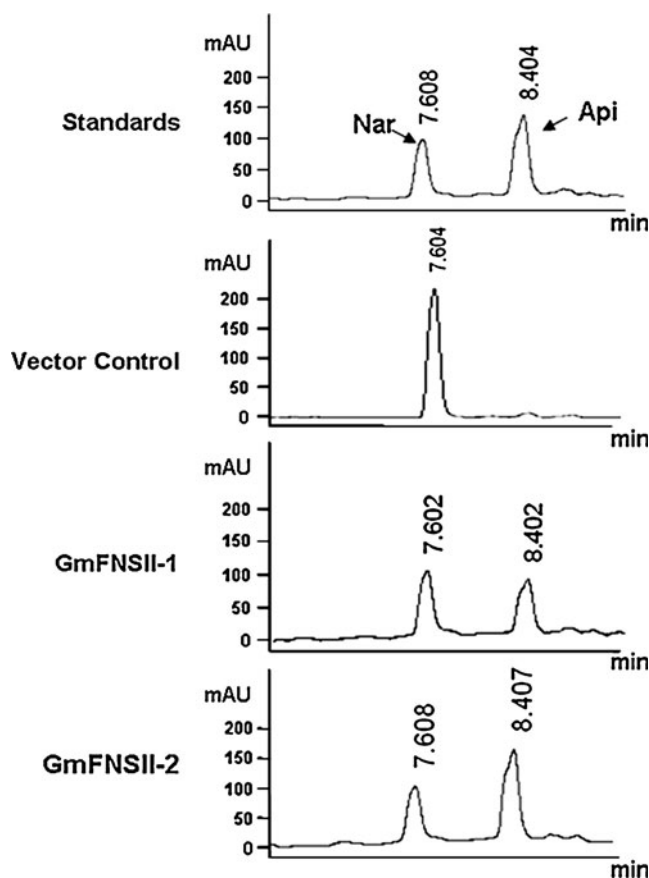 mAU
200
150
100
50
0
Standards
Nar
7.608
8.404
Api
min
mAU
200
150
100
50
0
Vector Control
7.604
min
mAU
200
150
100
50
0
GmFNSII-1
7.602
8.402
min
mAU
200
150
100
50
0
GmFNSII-2
7.608
8.407
min